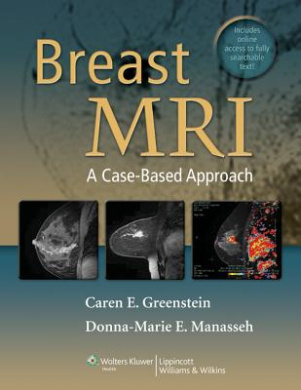 Includes
online
access to fully
searchable
text!
Breast
MRI
A Case-Based Approach
Caren E. Greenstein
Donna-Marie E. Manasseh
Wolters Kluwer | Lippincott
Health
Williams & Wilkins